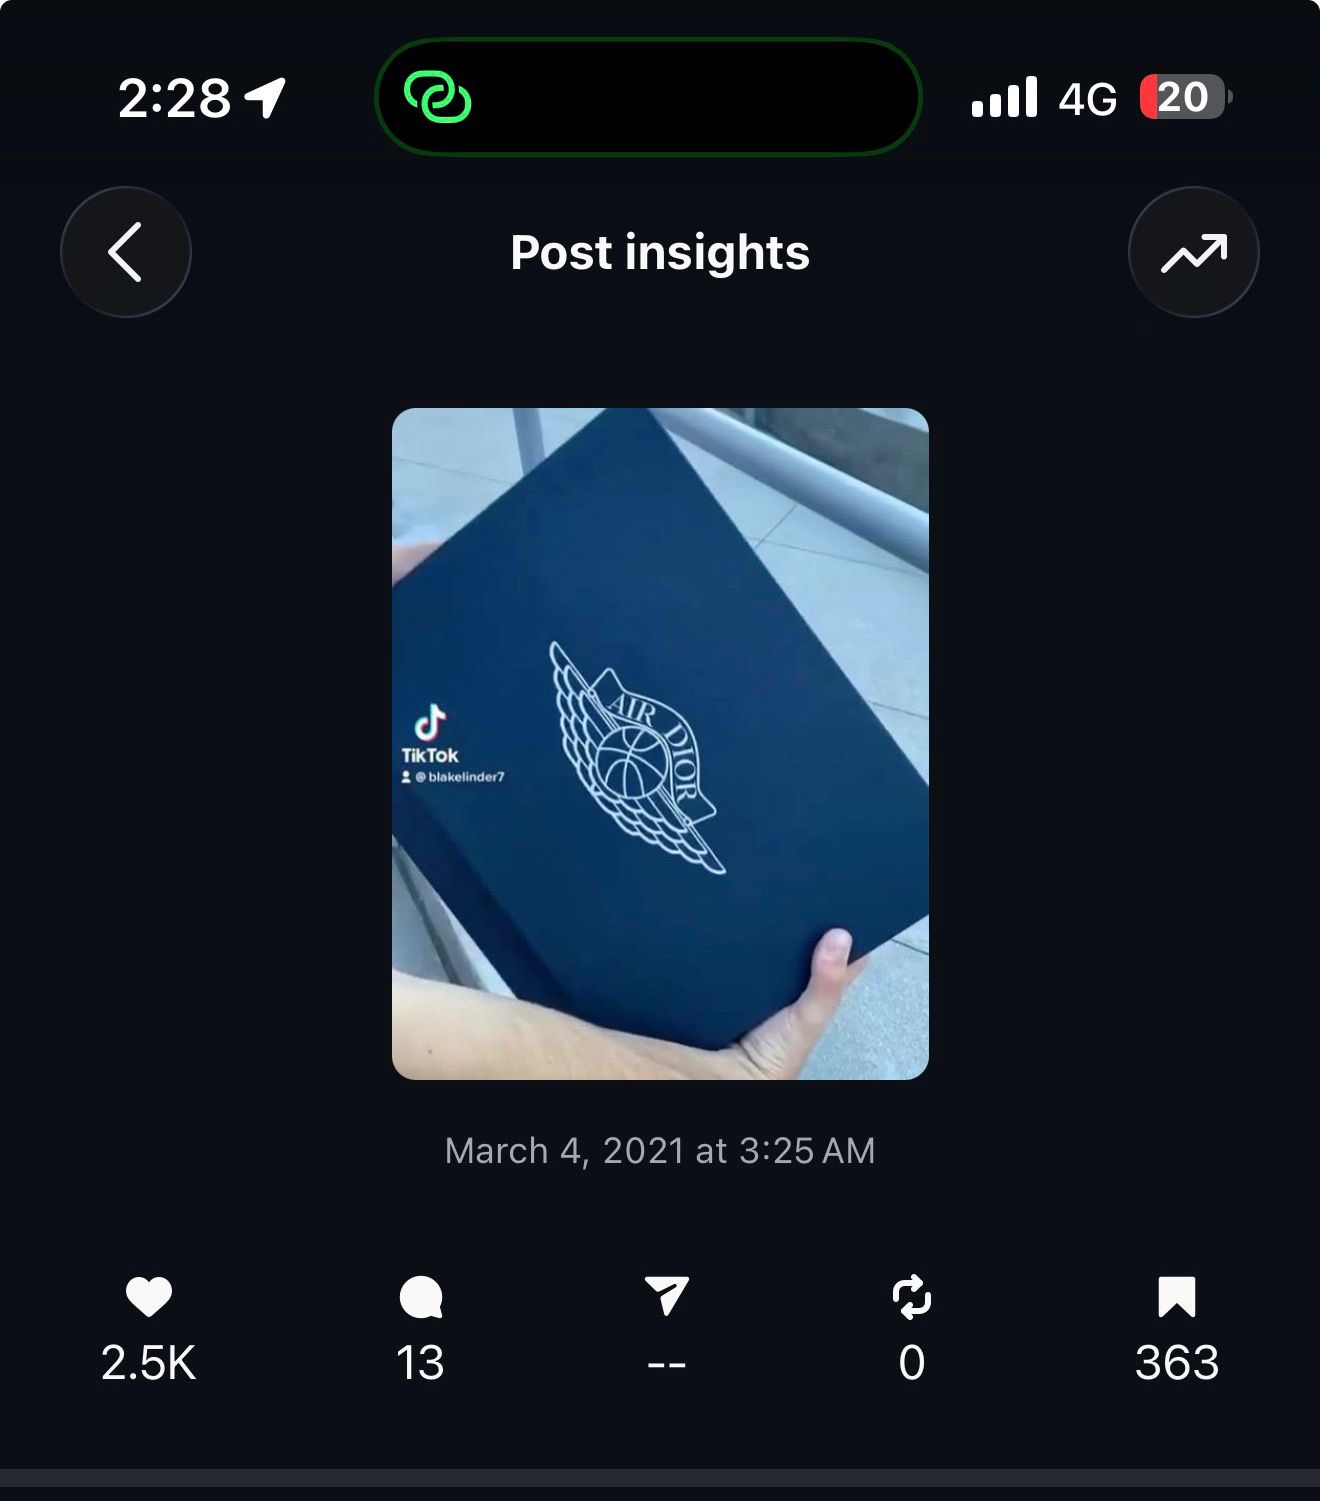 2:28
4G
20
Post insights
AIR DIOR
TikTok
@blakelinder7
March 4, 2021 at 3:25 AM
2.5K
13
--
0
363